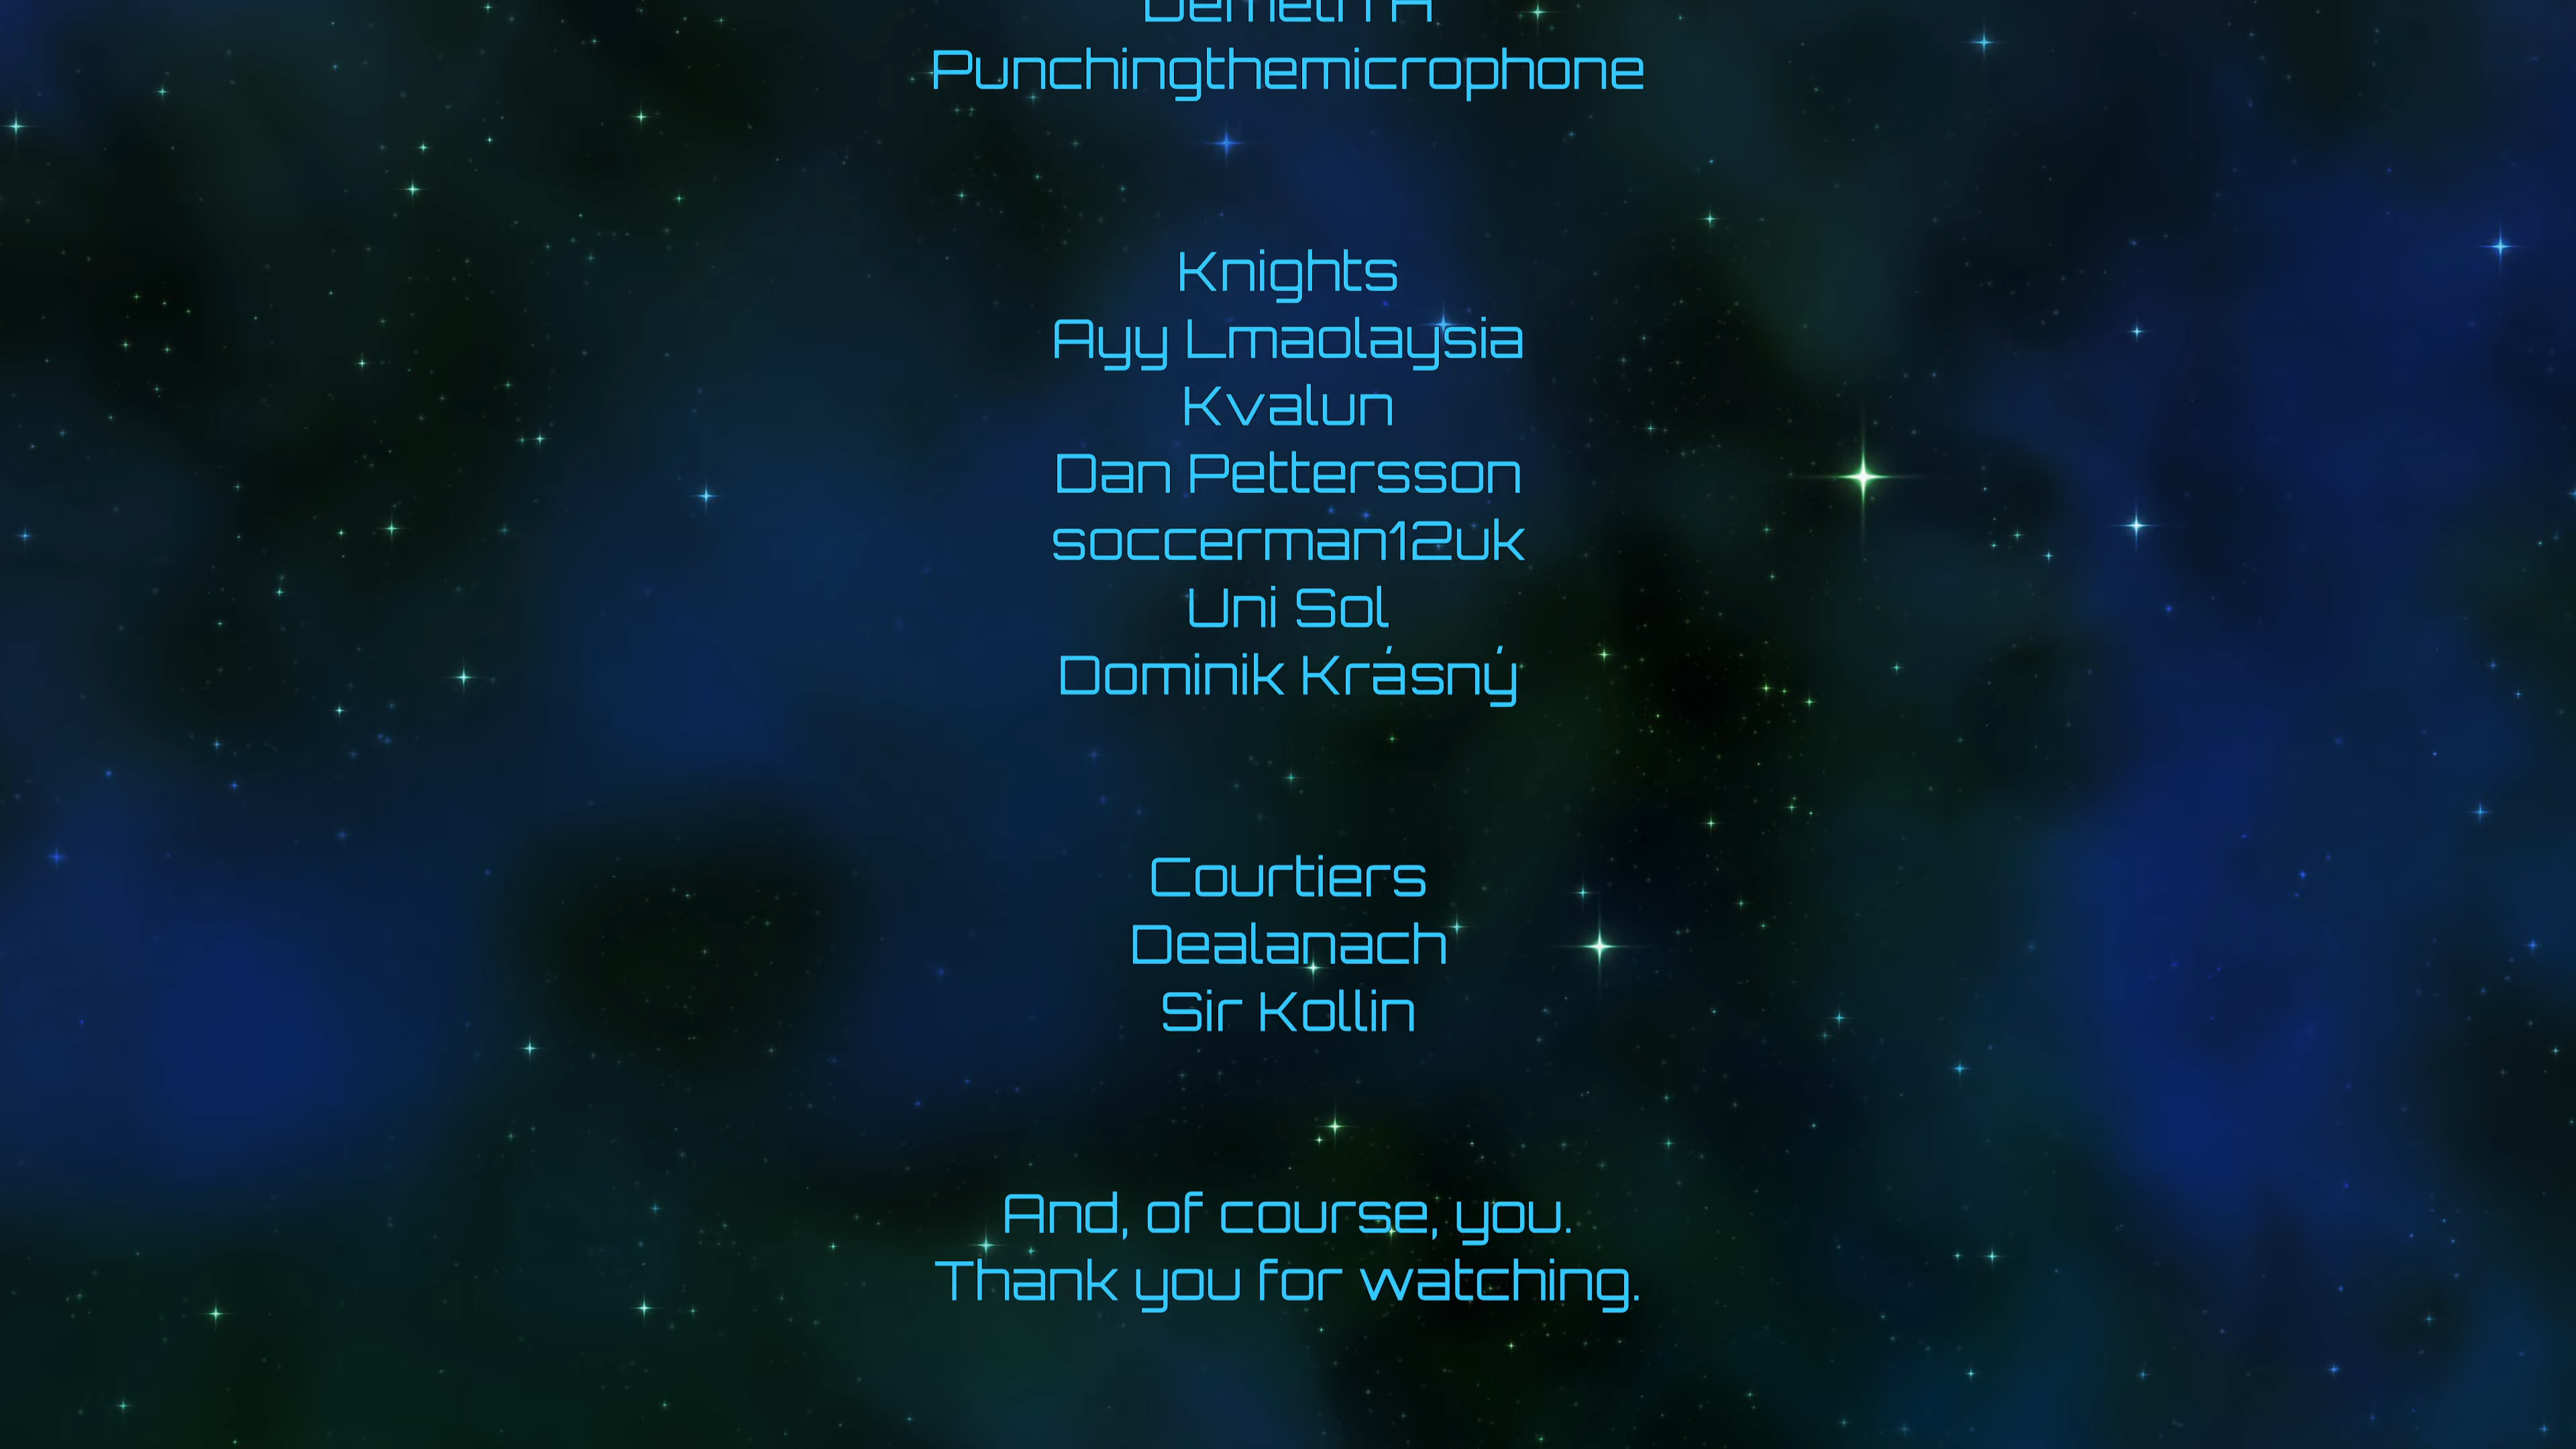 Punchingthemicrophone
Knights
Ayy Lmaolaysia
Kvalun
Dan Pettersson
soccerman12uk
Uni Sol
Dominik Krásný
Courtiers
Dealanach
Sir Kollin
And, of course, you.
Thank you for watching.